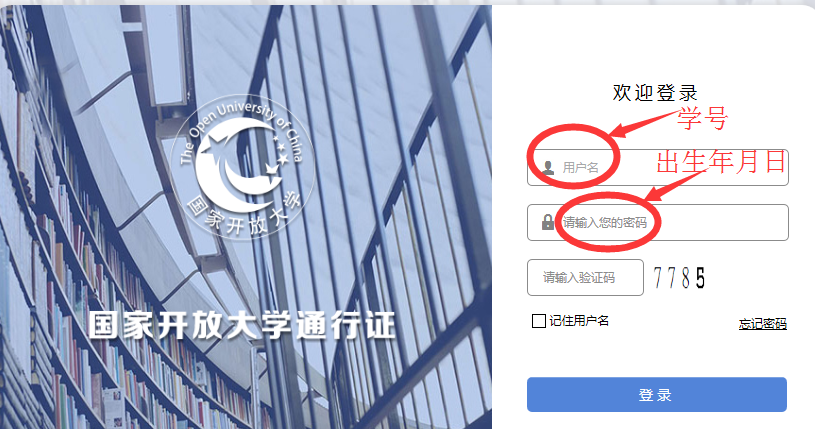 The Open University of China
国家开放大学
国家开放大学通行证
欢迎登录
学号
用户名
出生年月日
请输入您的密码
请输入验证码
7785
记住用户名
忘记密码
登录